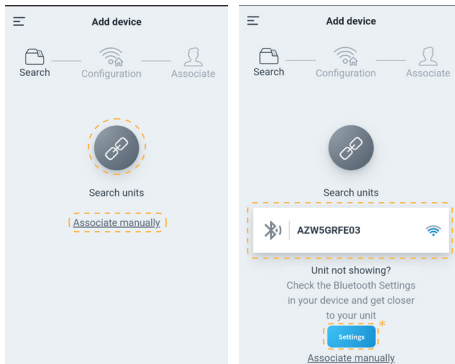 Add device
Search
Configuration
Associate
Search units
Associate manually
Add device
Search
Configuration
Associate
Search units
AZW5GRFE03
Unit not showing?
Check the Bluetooth Settings
in your device and get closer
to your unit
Settings
*
Associate manually